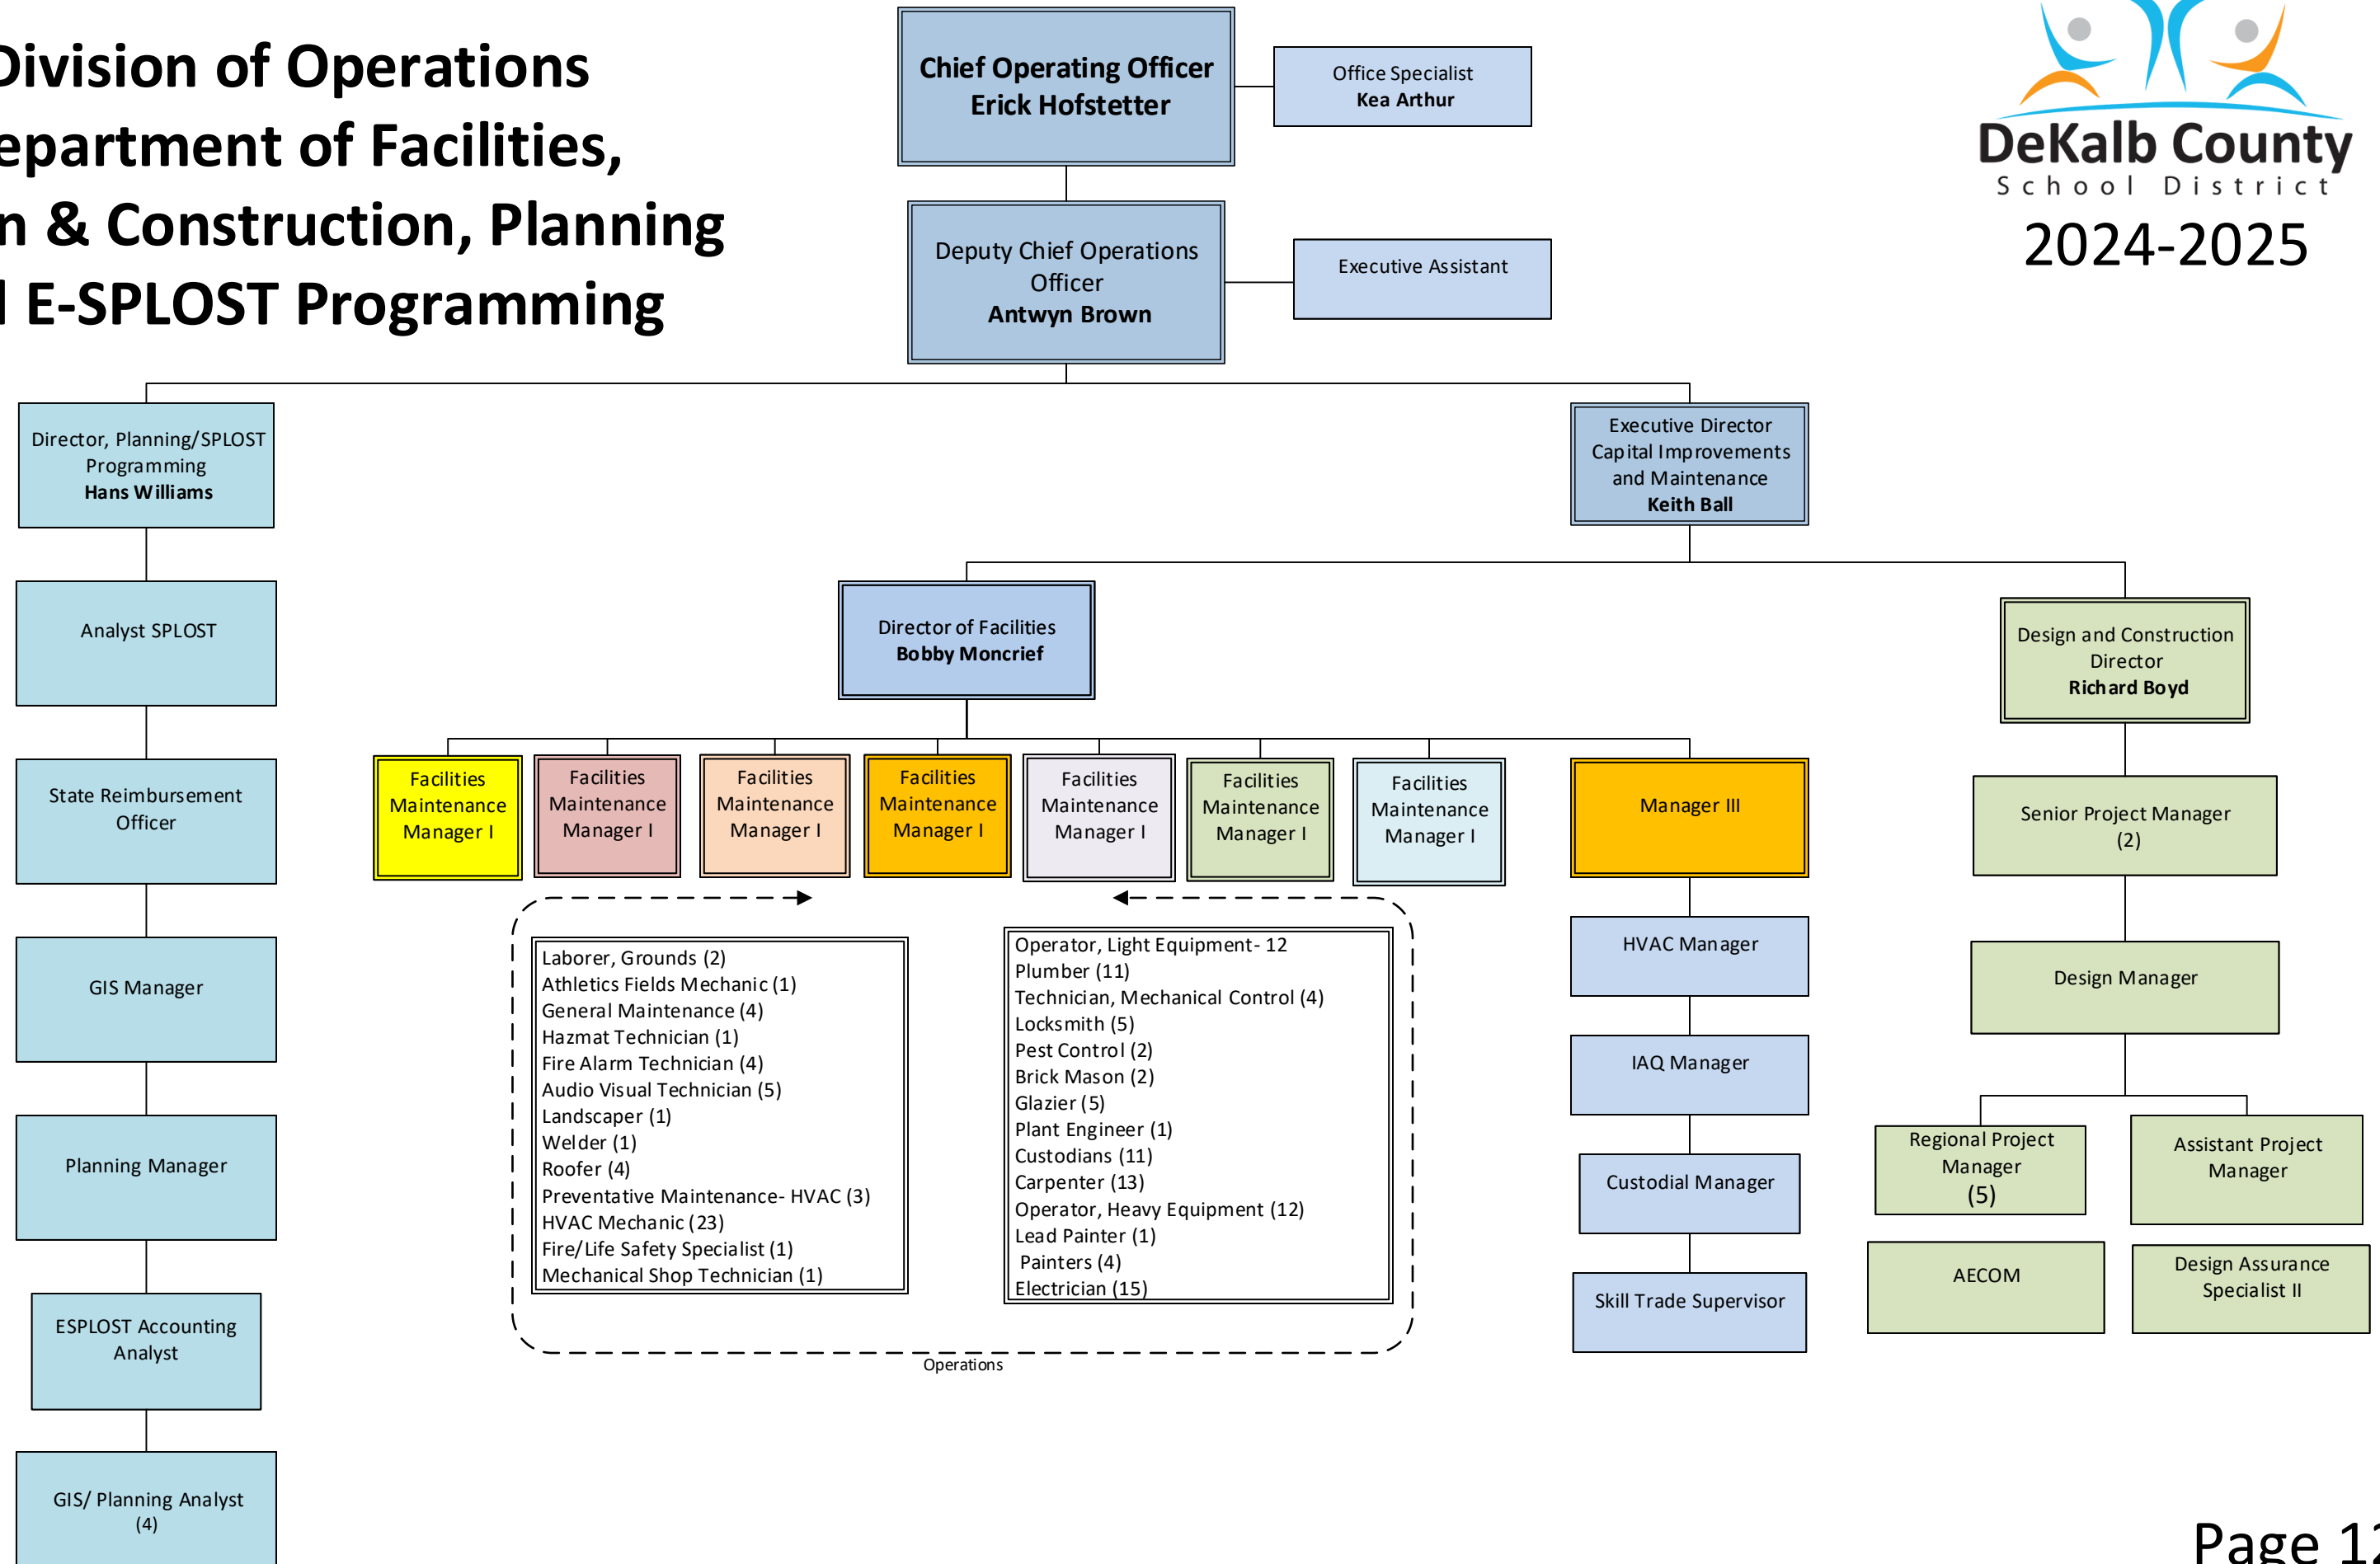 Division of Operations
epartment of Facilities,
n & Construction, Planning
E-SPLOST Programming
Chief Operating Officer
Erick Hofstetter
Office Specialist
Kea Arthur
DeKalb County
School District
2024-2025
Deputy Chief Operations
Officer
Antwyn Brown
Executive Assistant
Director, Planning/SPLOST
Programming
Hans Williams
Executive Director
Capital Improvements
and Maintenance
Keith Ball
Analyst SPLOST
State Reimbursement
Officer
GIS Manager
Planning Manager
ESPLOST Accounting
Analyst
GIS/ Planning Analyst
(4)
Director of Facilities
Bobby Moncrief
Facilities
Maintenance
Manager I
Facilities
Maintenance
Manager I
Facilities
Maintenance
Manager I
Facilities
Maintenance
Manager I
Facilities
Maintenance
Manager I
Facilities
Maintenance
Manager I
Facilities
Maintenance
Manager I
Manager III
Laborer, Grounds (2)
Athletics Fields Mechanic (1)
General Maintenance (4)
Hazmat Technician (1)
Fire Alarm Technician (4)
Audio Visual Technician (5)
Landscaper (1)
Welder (1)
Roofer (4)
Preventative Maintenance- HVAC (3)
HVAC Mechanic (23)
Fire/Life Safety Specialist (1)
Mechanical Shop Technician (1)
Operator, Light Equipment- 12
Plumber (11)
Technician, Mechanical Control (4)
Locksmith (5)
Pest Control (2)
Brick Mason (2)
Glazier (5)
Plant Engineer (1)
Custodians (11)
Carpenter (13)
Operator, Heavy Equipment (12)
Lead Painter (1)
Painters (4)
Electrician (15)
Operations
HVAC Manager
IAQ Manager
Custodial Manager
Skill Trade Supervisor
Design and Construction
Director
Richard Boyd
Senior Project Manager
(2)
Design Manager
Regional Project
Manager
(5)
Assistant Project
Manager
AECOM
Design Assurance
Specialist II
Page 12